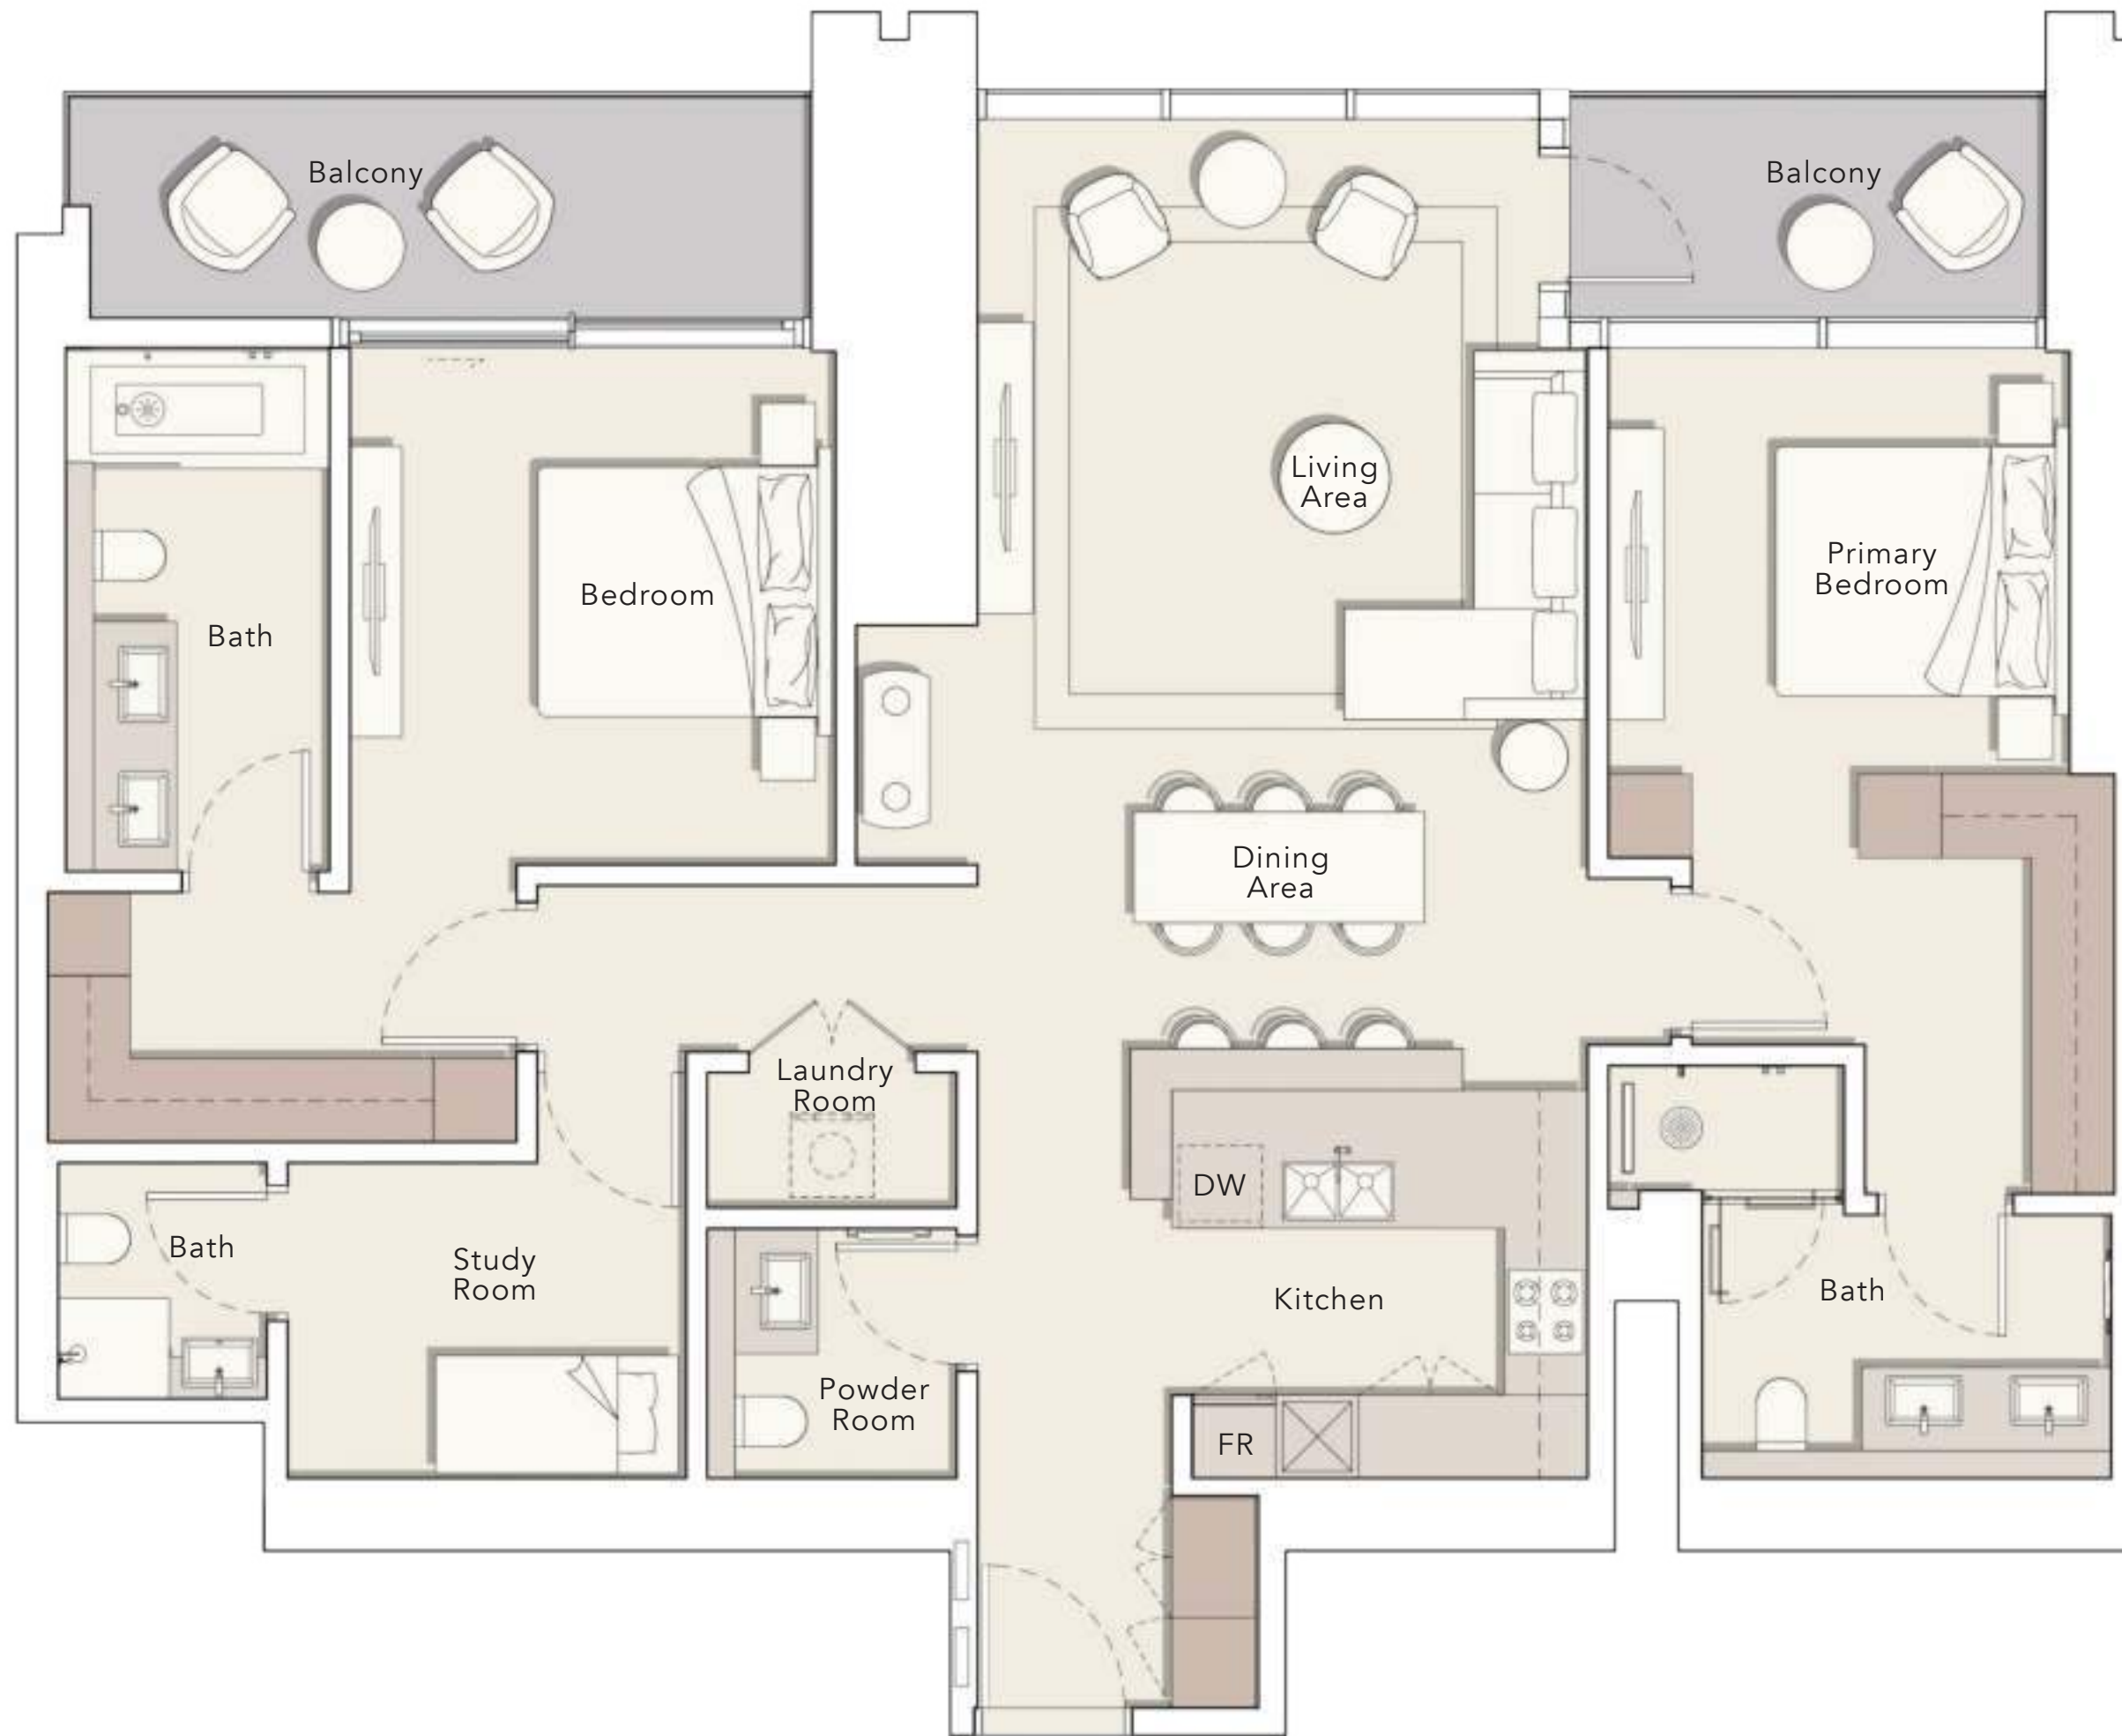 Balcony
Balcony
Living
Area
Primary
Bedroom
Bedroom
Bath
Dining
Area
Laundry
Room
DW
Bath
Study
Room
Kitchen
Bath
Powder
Room
FR